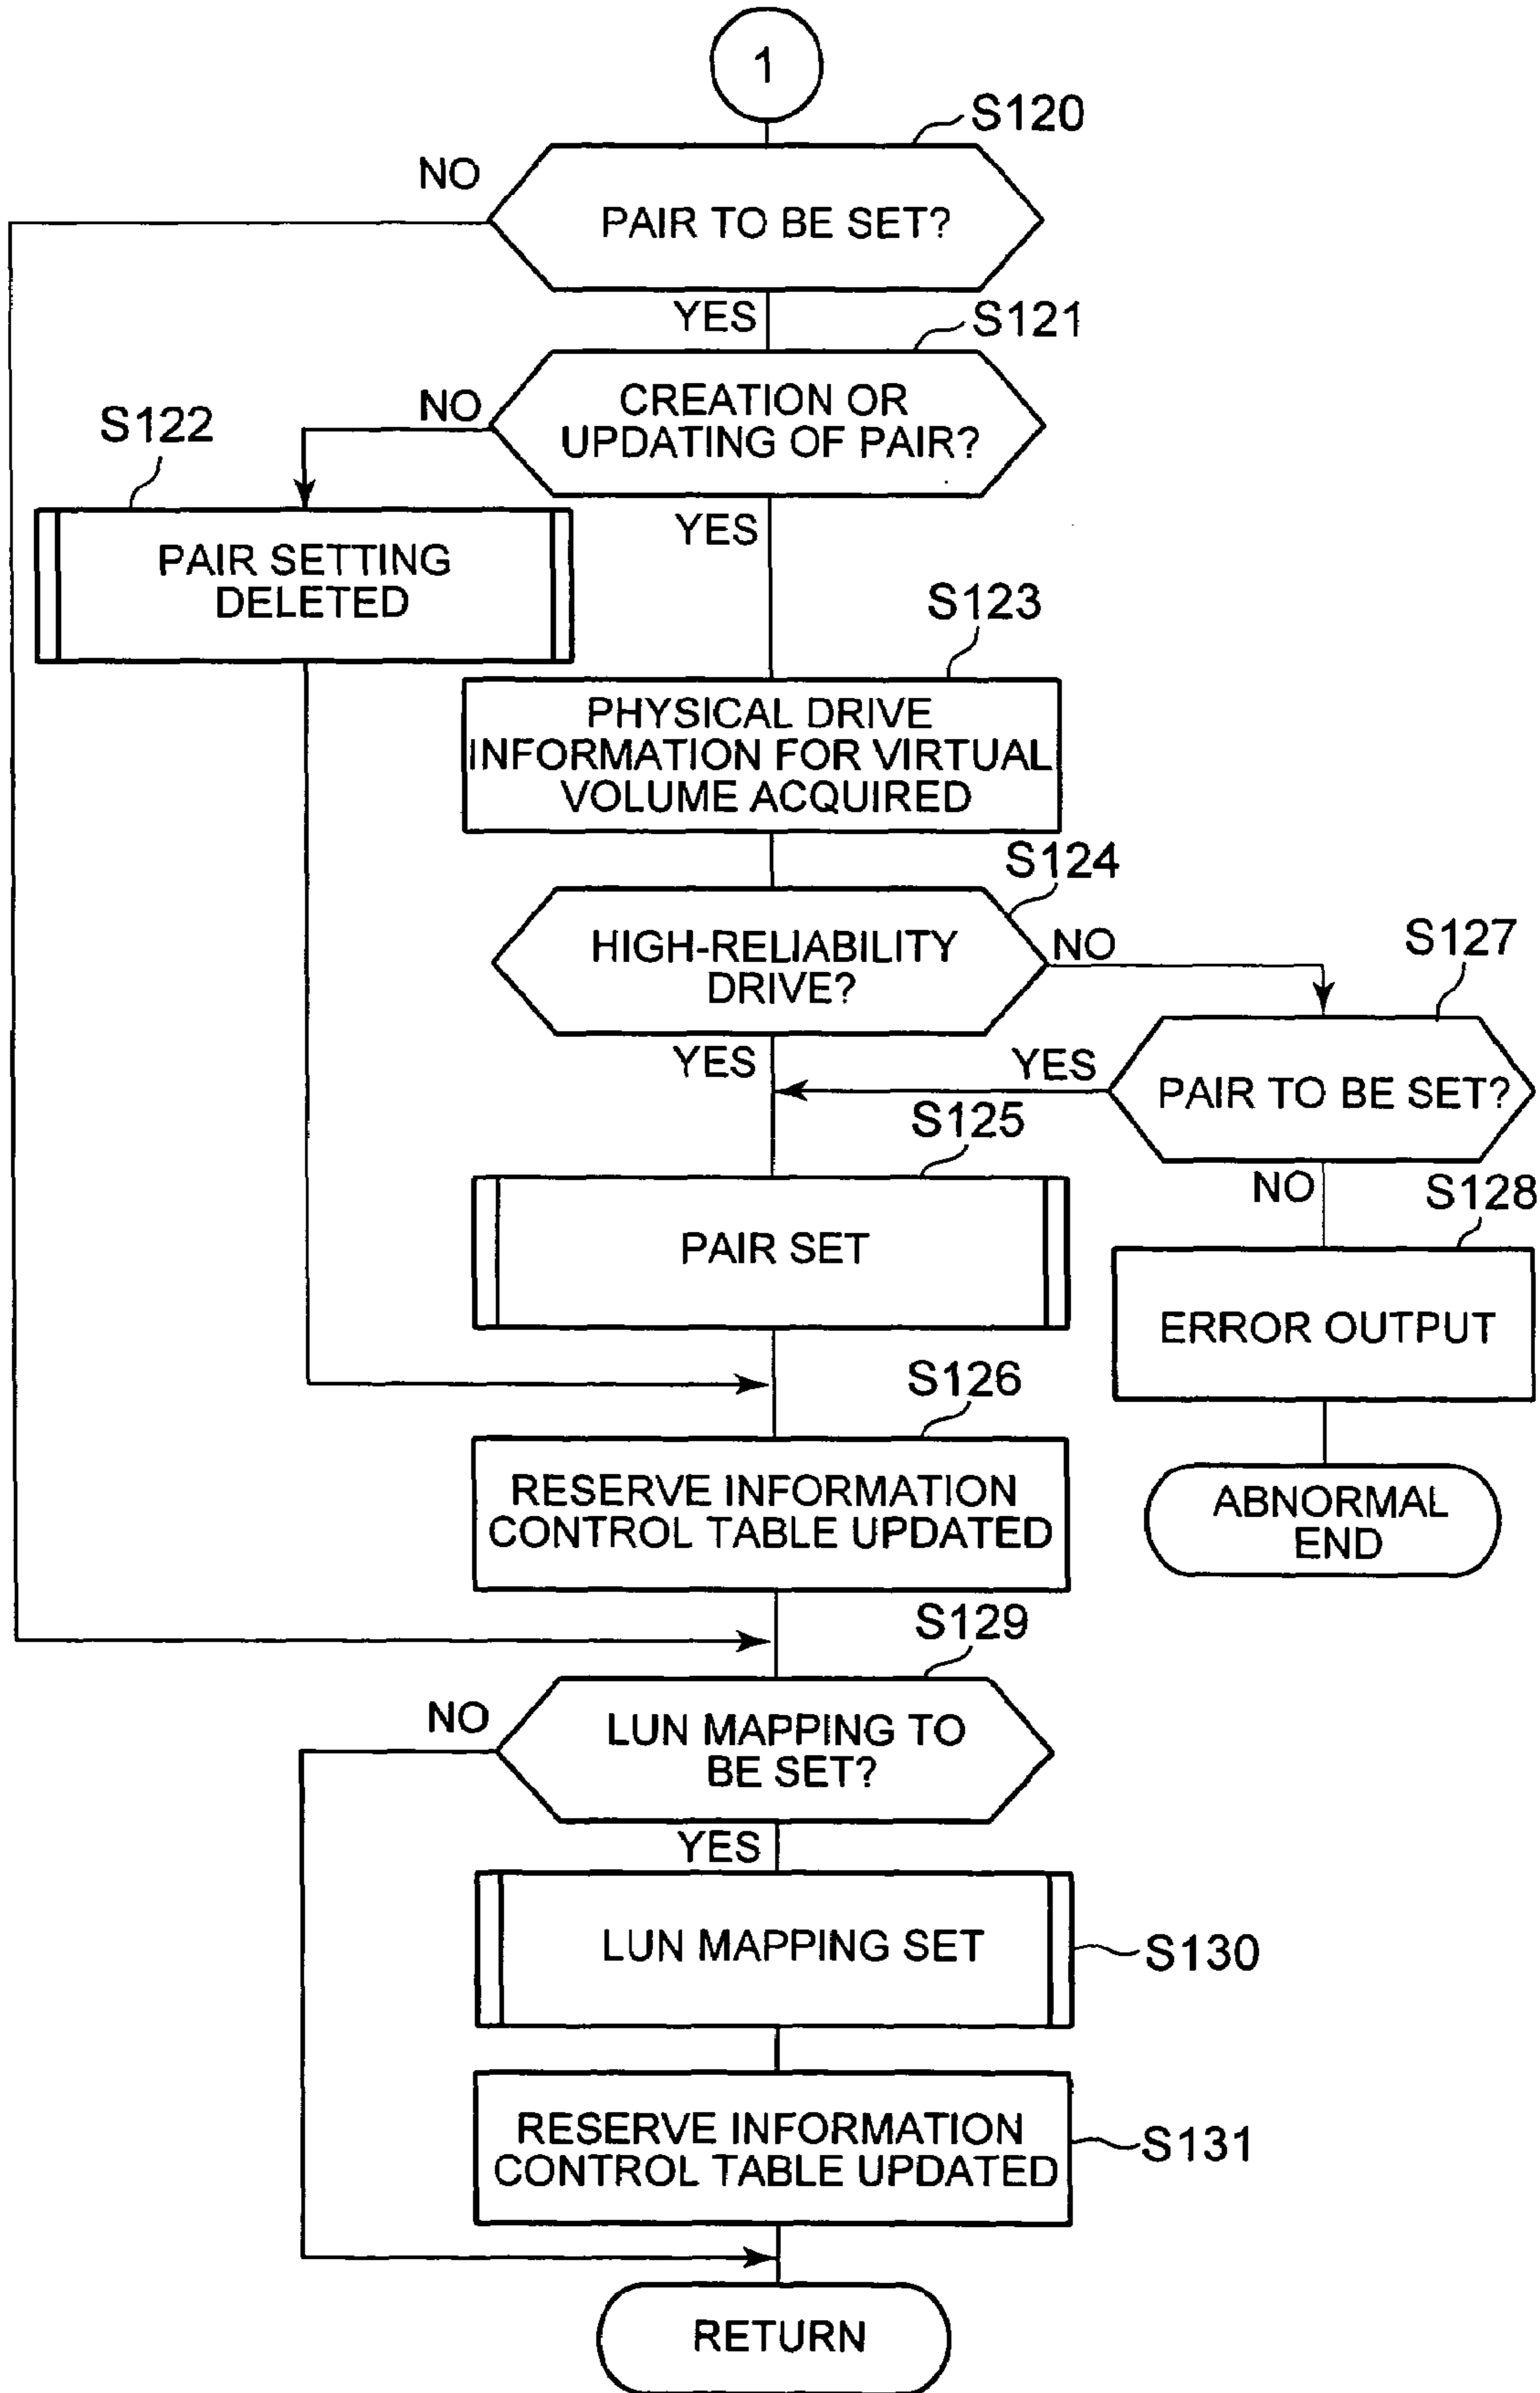 1
S120
NO
PAIR TO BE SET?
YES
S121
NO
CREATION OR
UPDATING OF PAIR?
S122
YES
PAIR SETTING
DELETED
S123
PHYSICAL DRIVE
INFORMATION FOR VIRTUAL
VOLUME ACQUIRED
S124
HIGH-RELIABILITY
DRIVE?
NO
S127
YES
YES
PAIR TO BE SET?
S125
NO
S128
PAIR SET
ERROR OUTPUT
S126
RESERVE INFORMATION
CONTROL TABLE UPDATED
ABNORMAL
END
S129
NO
LUN MAPPING TO
BE SET?
YES
LUN MAPPING SET
S130
RESERVE INFORMATION
CONTROL TABLE UPDATED
S131
RETURN